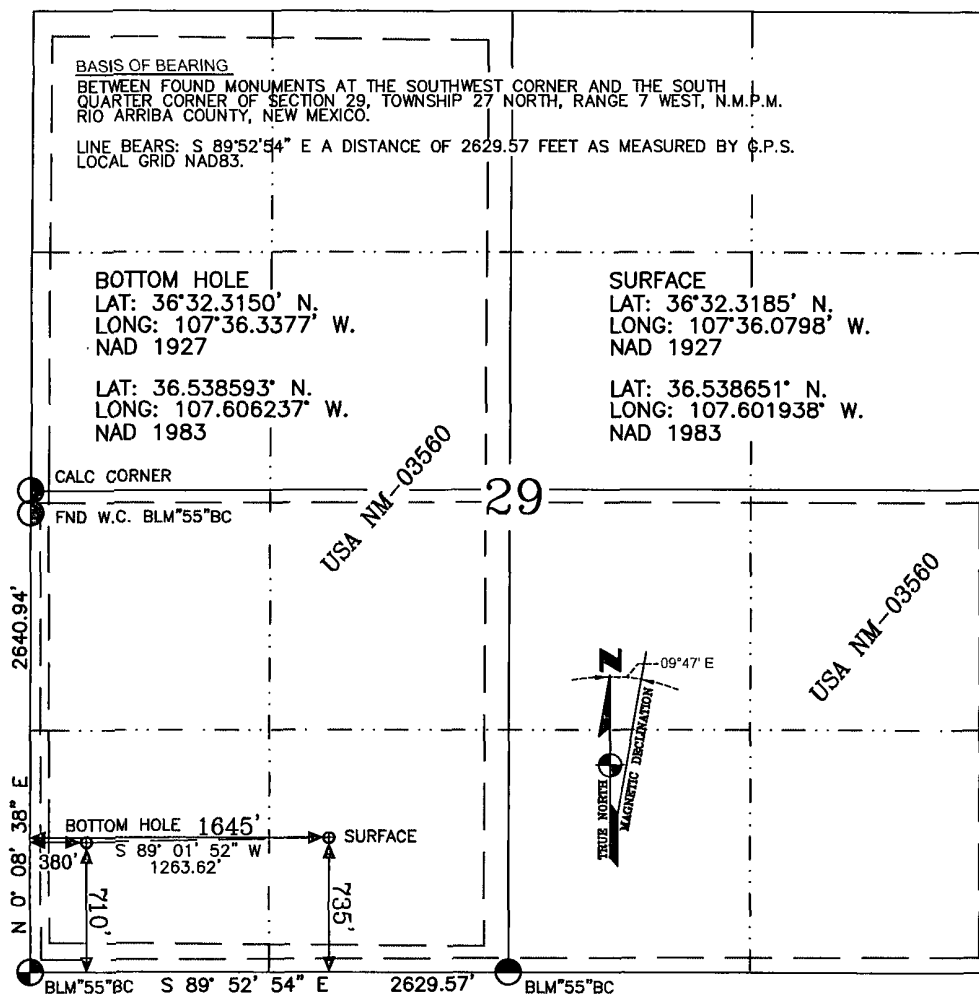 BASIS OF BEARING
BETWEEN FOUND MONUMENTS AT THE SOUTHWEST CORNER AND THE SOUTH
QUARTER CORNER OF SECTION 29, TOWNSHIP 27 NORTH, RANGE 7 WEST, N.M.P.M.
RIO ARRIBA COUNTY, NEW MEXICO.
LINE BEARS: S 89°52'54" E A DISTANCE OF 2629.57 FEET AS MEASURED BY G.P.S.
LOCAL GRID NAD83.
BOTTOM HOLE
LAT: 36°32.3150' N.
LONG: 107°36.3377' W.
NAD 1927
LAT: 36.538593° N.
LONG: 107.606237° W.
NAD 1983
SURFACE
LAT: 36°32.3185' N.
LONG: 107°36.0798' W.
NAD 1927
LAT: 36.538651° N.
LONG: 107.601938° W.
NAD 1983
CALC CORNER
FND W.C. BLM"55"BC
29
USA NM-03560
USA NM-03560
N 0° 08' 38" E 2640.94'
N
09°47' E
TRUE NORTH
MAGNETIC DECLINATION
BOTTOM HOLE 1645' SURFACE
380' S 89° 01' 52" W
1263.62'
710'
735'
BLM"55"BC S 89° 52' 54" E 2629.57' BLM"55"BC